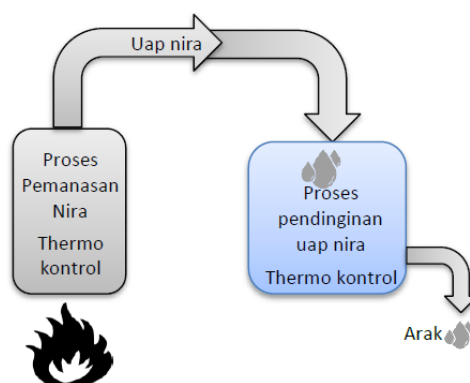 Uap nira
Proses
Pemanasan
Nira
Thermo
kontrol
Proses
pendinginan
uap nira
Thermo kontrol
Arak